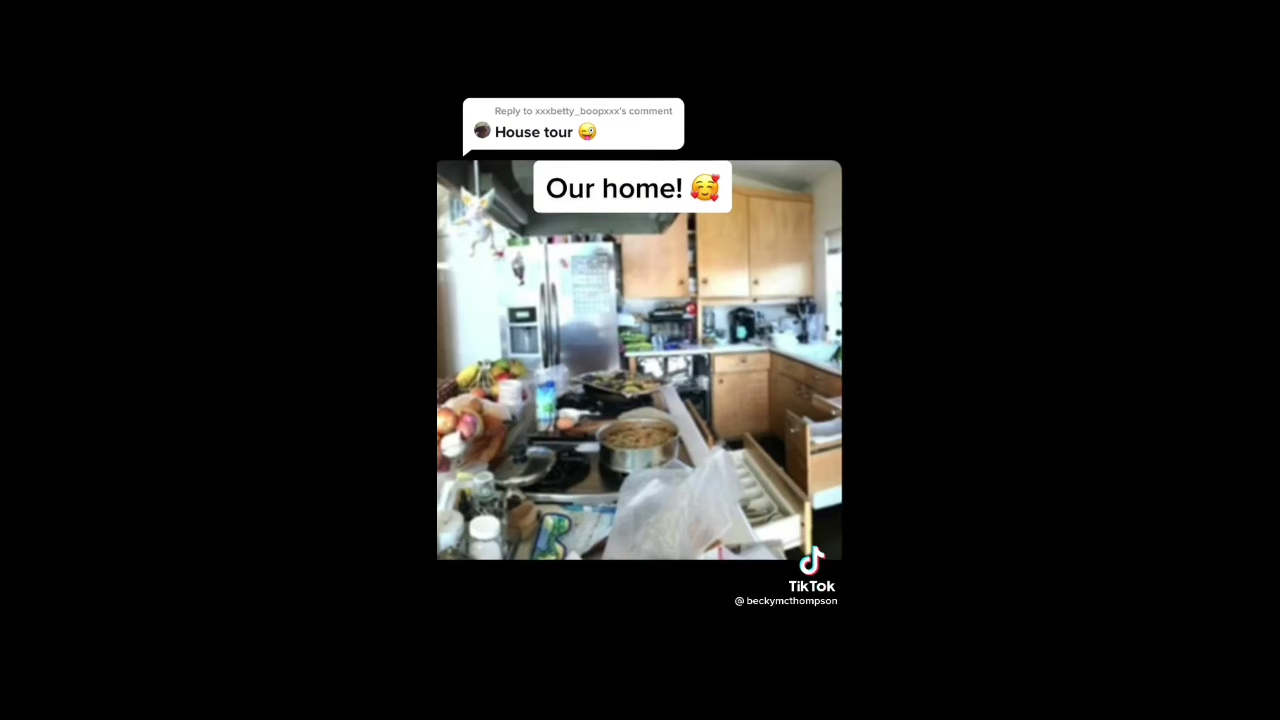 Reply to xxxbetty_boopxxx's comment
House tour 😜
Our home! 🥰
TikTok
@ beckymcthompson